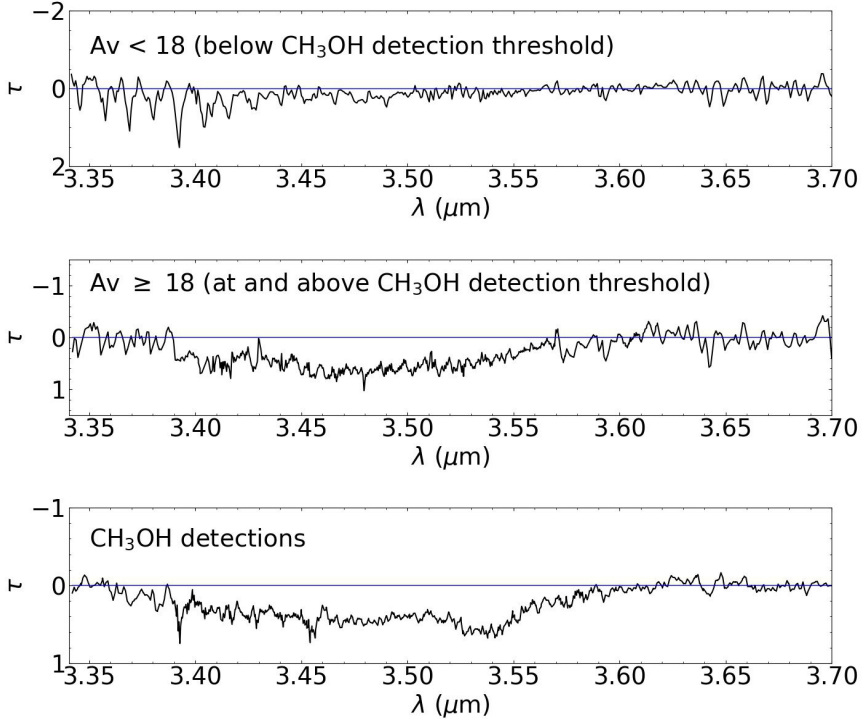 −2
Av < 18 (below CH₃OH detection threshold)
0
τ
2
3.35 3.40 3.45 3.50 3.55 3.60 3.65 3.70
λ (μm)
−1
Av ≥ 18 (at and above CH₃OH detection threshold)
0
τ
1
3.35 3.40 3.45 3.50 3.55 3.60 3.65 3.70
λ (μm)
−1
CH₃OH detections
0
τ
1
3.35 3.40 3.45 3.50 3.55 3.60 3.65 3.70
λ (μm)